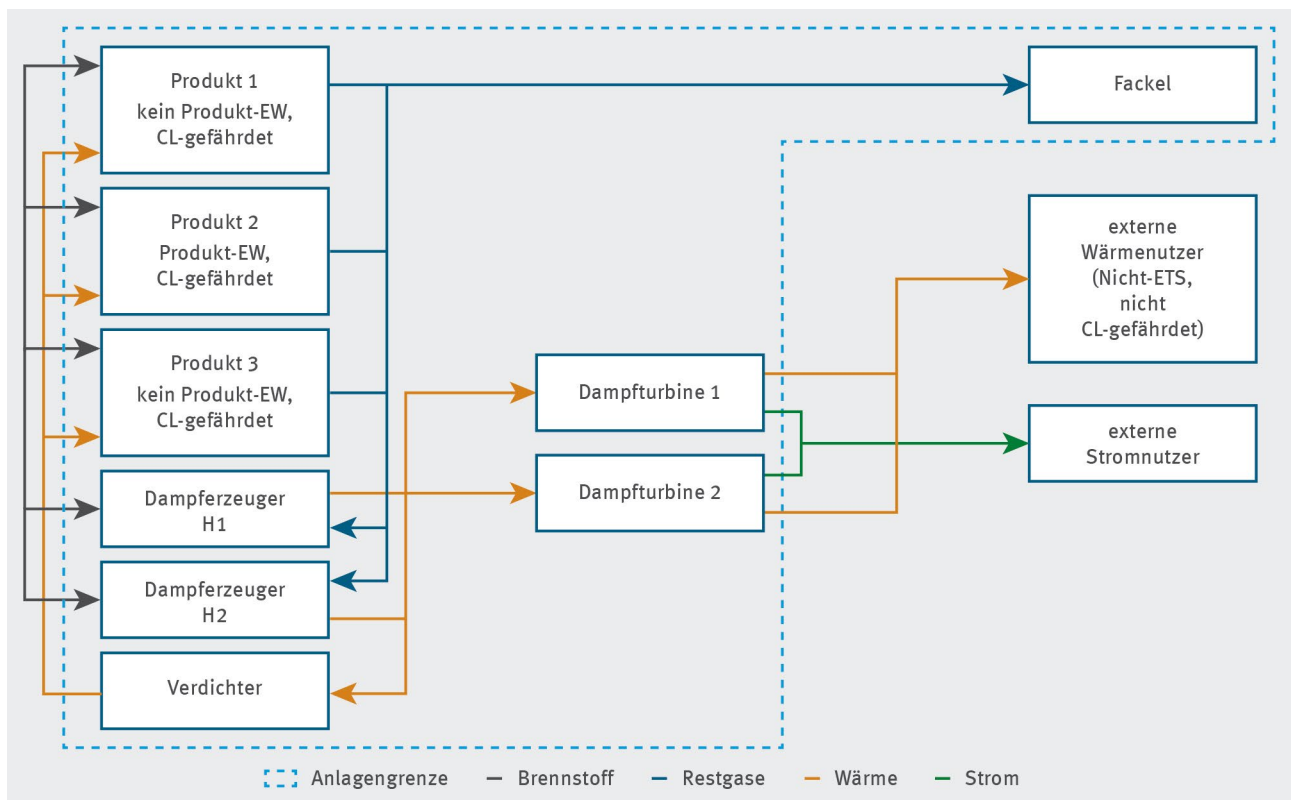 Produkt 1
kein Produkt-EW,
CL-gefährdet
Fackel
Produkt 2
Produkt-EW,
CL-gefährdet
externe
Wärmenutzer
(Nicht-ETS,
nicht
CL-gefährdet)
Produkt 3
kein Produkt-EW,
CL-gefährdet
Dampfturbine 1
externe
Stromnutzer
Dampferzeuger
H1
Dampfturbine 2
Dampferzeuger
H2
Verdichter
Anlagengrenze
Brennstoff
Restgase
Wärme
Strom